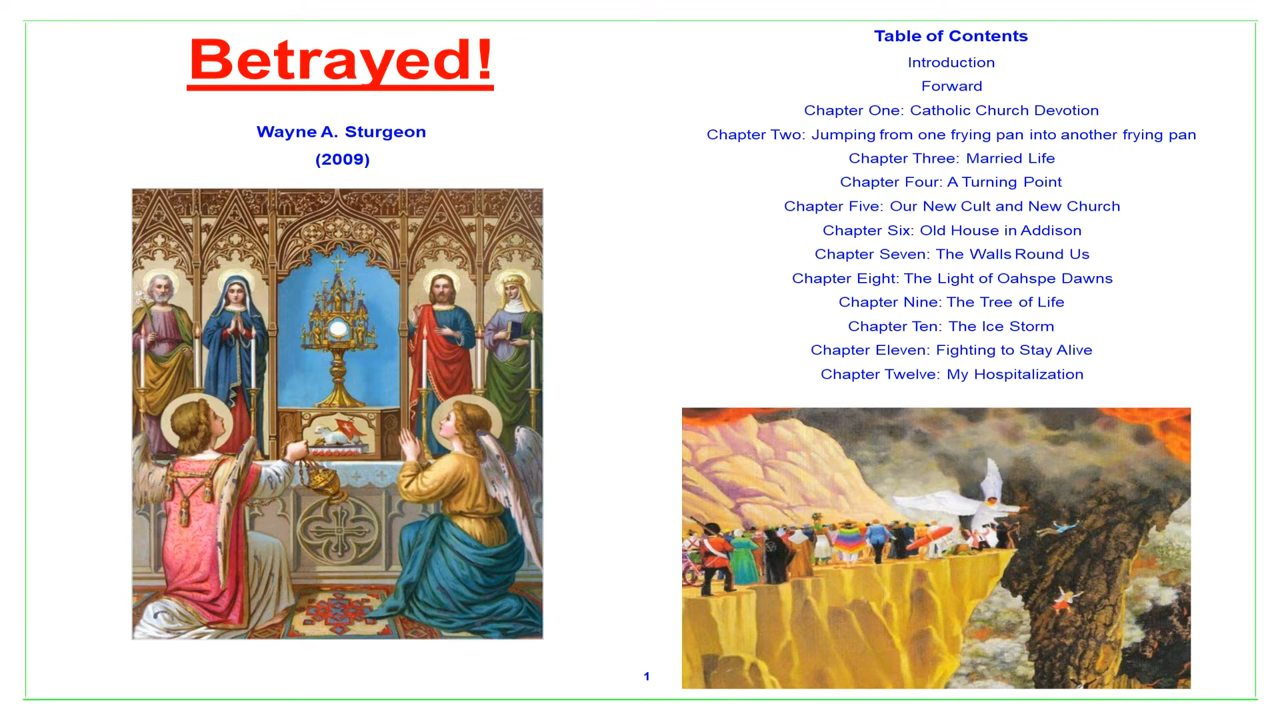 Betrayed!
Wayne A. Sturgeon
(2009)
Table of Contents
Introduction
Forward
Chapter One: Catholic Church Devotion
Chapter Two: Jumping from one frying pan into another frying pan
Chapter Three: Married Life
Chapter Four: A Turning Point
Chapter Five: Our New Cult and New Church
Chapter Six: Old House in Addison
Chapter Seven: The Walls Round Us
Chapter Eight: The Light of Oahspe Dawns
Chapter Nine: The Tree of Life
Chapter Ten: The Ice Storm
Chapter Eleven: Fighting to Stay Alive
Chapter Twelve: My Hospitalization
1